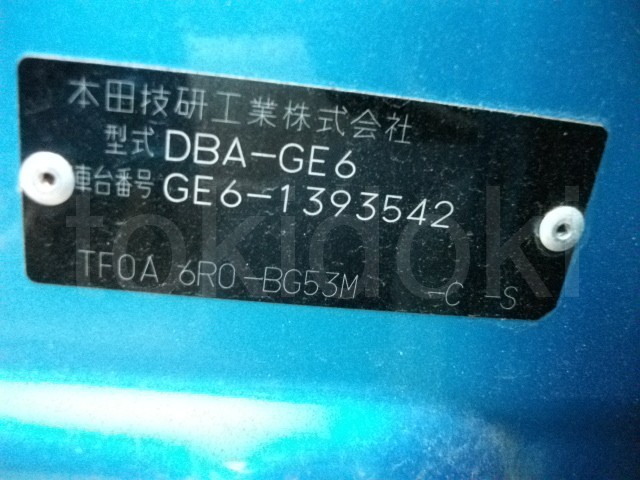 本田技研工業株式会社
型式 DBA-GE6
車台番号 GE6-1393542
TF0A 6R0-BG53M -C -S
tokidoki